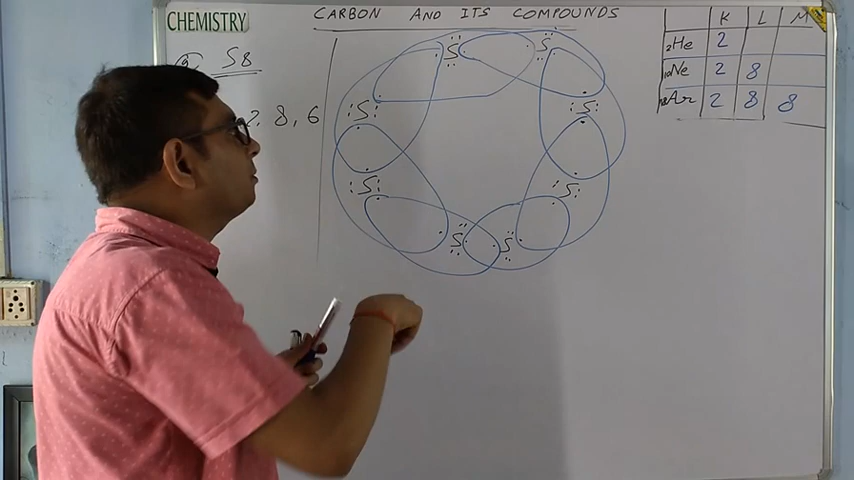 CHEMISTRY
CARBON AND ITS COMPOUNDS
S8
2, 8, 6
S
S
S
S
S
S
S
S
K L M
2He 2
10Ne 2 8
18Ar 2 8 8